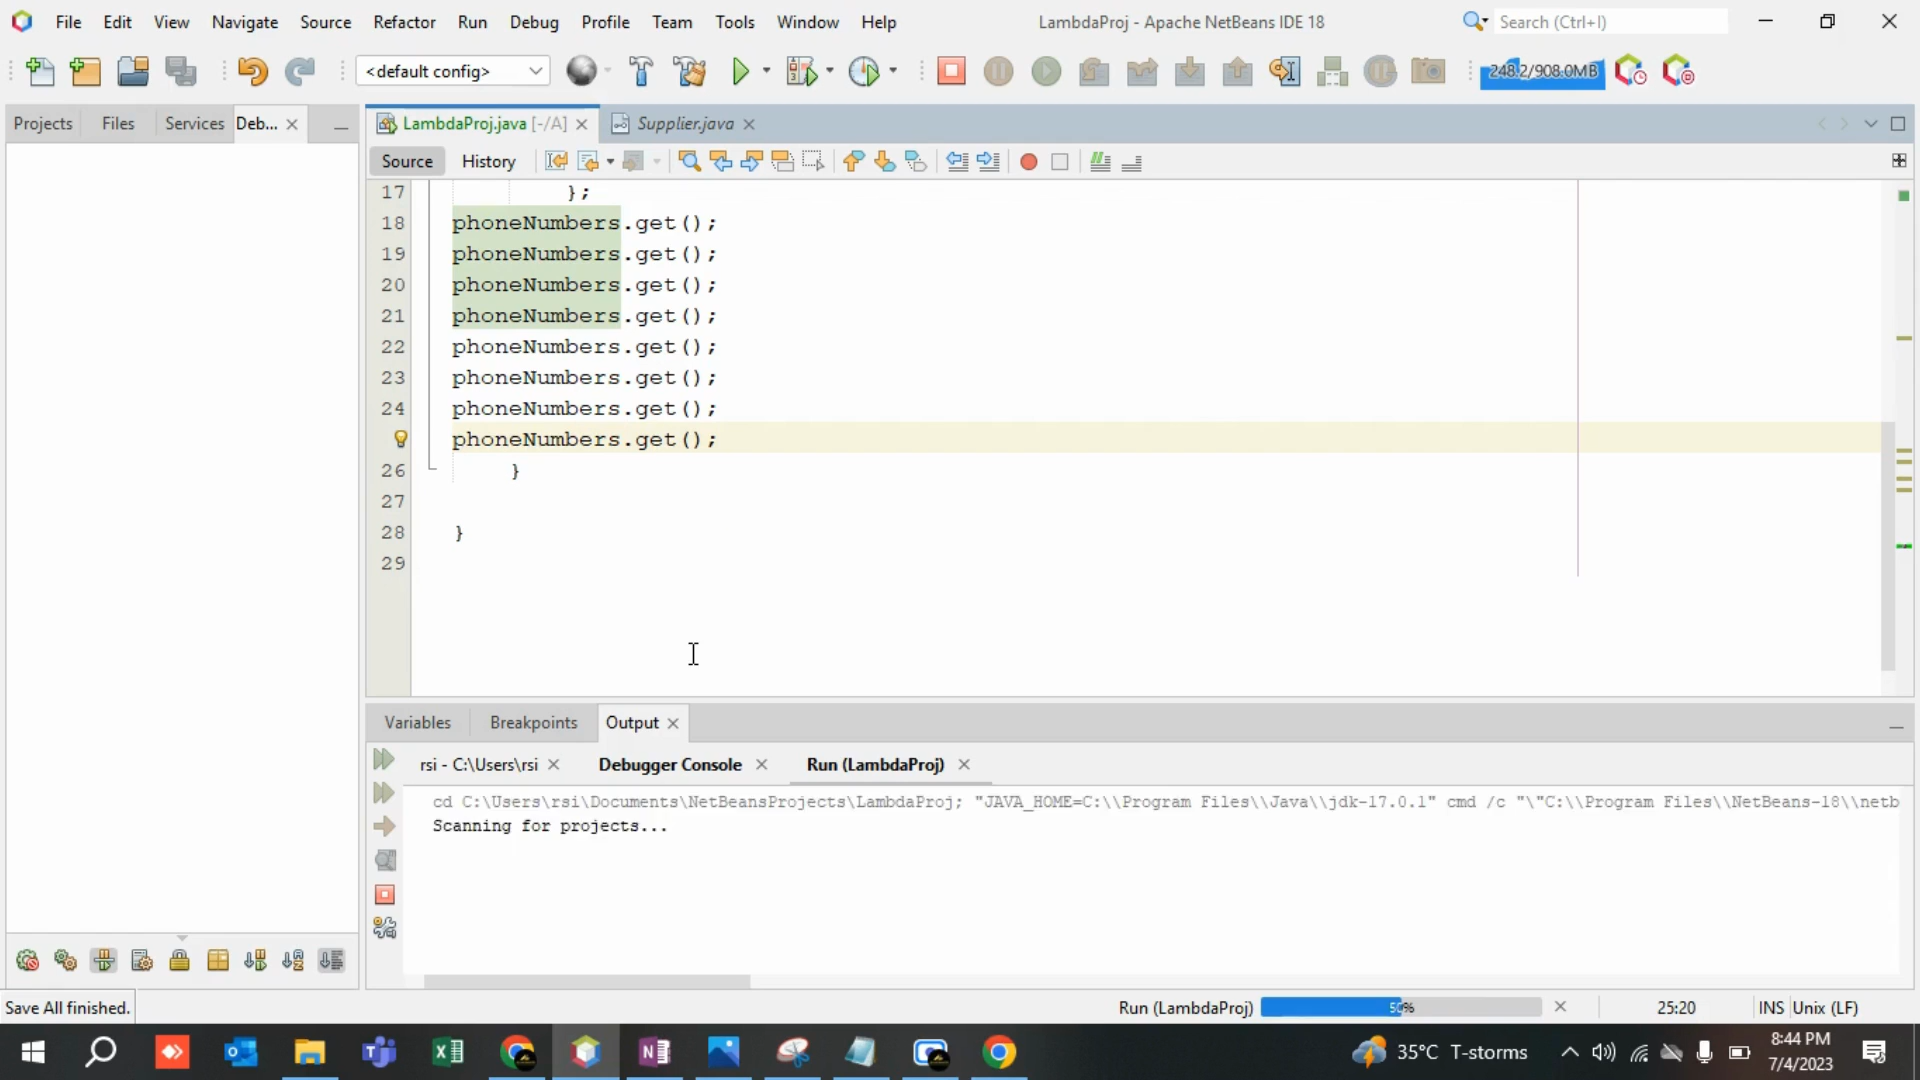 File Edit View Navigate Source Refactor Run Debug Profile Team Tools Window Help
LambdaProj - Apache NetBeans IDE 18
Search (Ctrl+I)
<default config>
248.2/908.0MB
Projects Files Services Deb...
LambdaProj.java [-/A]
Supplier.java
Source History
17 };
18 phoneNumbers.get();
19 phoneNumbers.get();
20 phoneNumbers.get();
21 phoneNumbers.get();
22 phoneNumbers.get();
23 phoneNumbers.get();
24 phoneNumbers.get();
phoneNumbers.get();
26 }
27
28 }
29
Variables Breakpoints Output
rsi - C:\Users\rsi Debugger Console Run (LambdaProj)
cd C:\Users\rsi\Documents\NetBeansProjects\LambdaProj; "JAVA_HOME=C:\\Program Files\\Java\\jdk-17.0.1" cmd /c "\"C:\\Program Files\\NetBeans-18\\netb
Scanning for projects...
Save All finished.
Run (LambdaProj) 50% 25:20 INS Unix (LF)
35°C T-storms
8:44 PM
7/4/2023